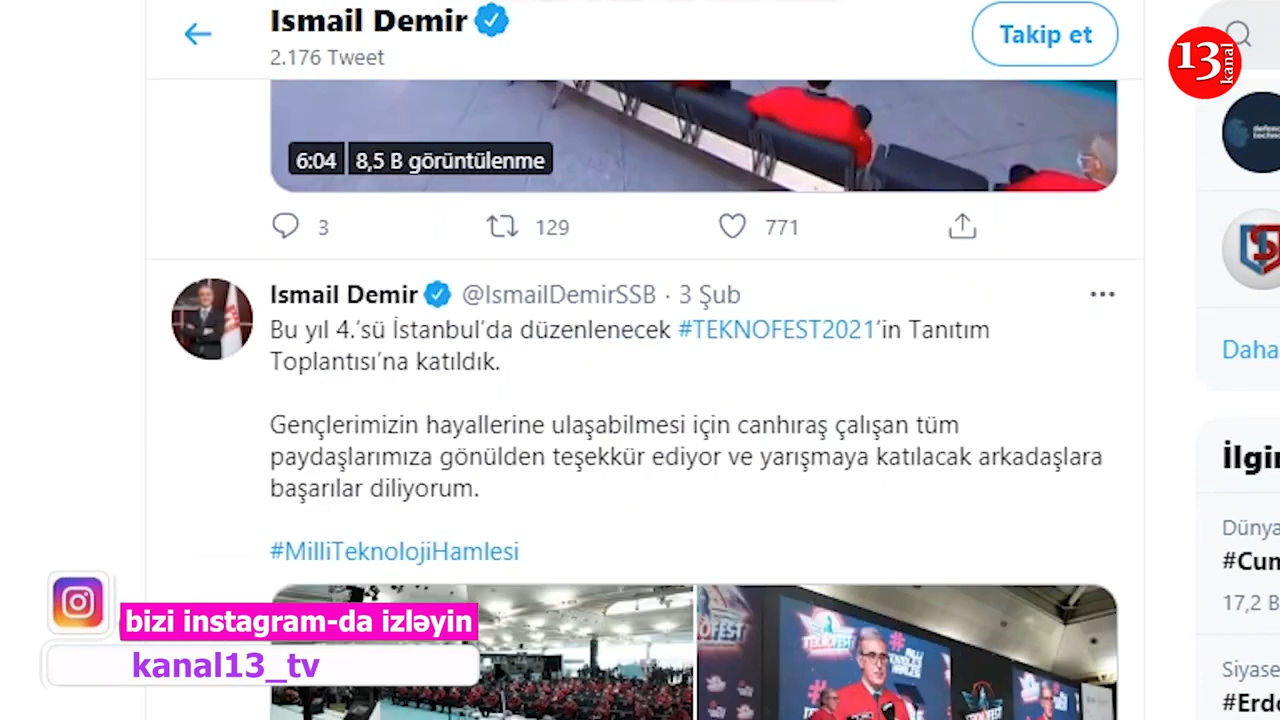 Ismail Demir
2.176 Tweet
Takip et
13 kanal
6:04 8,5 B görüntülenme
3 129 771
Ismail Demir @IsmailDemirSSB · 3 Şub
Bu yıl 4.’sü İstanbul’da düzenlenecek #TEKNOFEST2021’in Tanıtım
Toplantısı’na katıldık.
Gençlerimizin hayallerine ulaşabilmesi için canhıraş çalışan tüm
paydaşlarımıza gönülden teşekkür ediyor ve yarışmaya katılacak arkadaşlara
başarılar diliyorum.
#MilliTeknolojiHamlesi
bizi instagram-da izləyin
kanal13_tv
TEKNOFEST
Daha
İlgin
Dünya
#Cum
17,2 B
Siyase
#Erdo